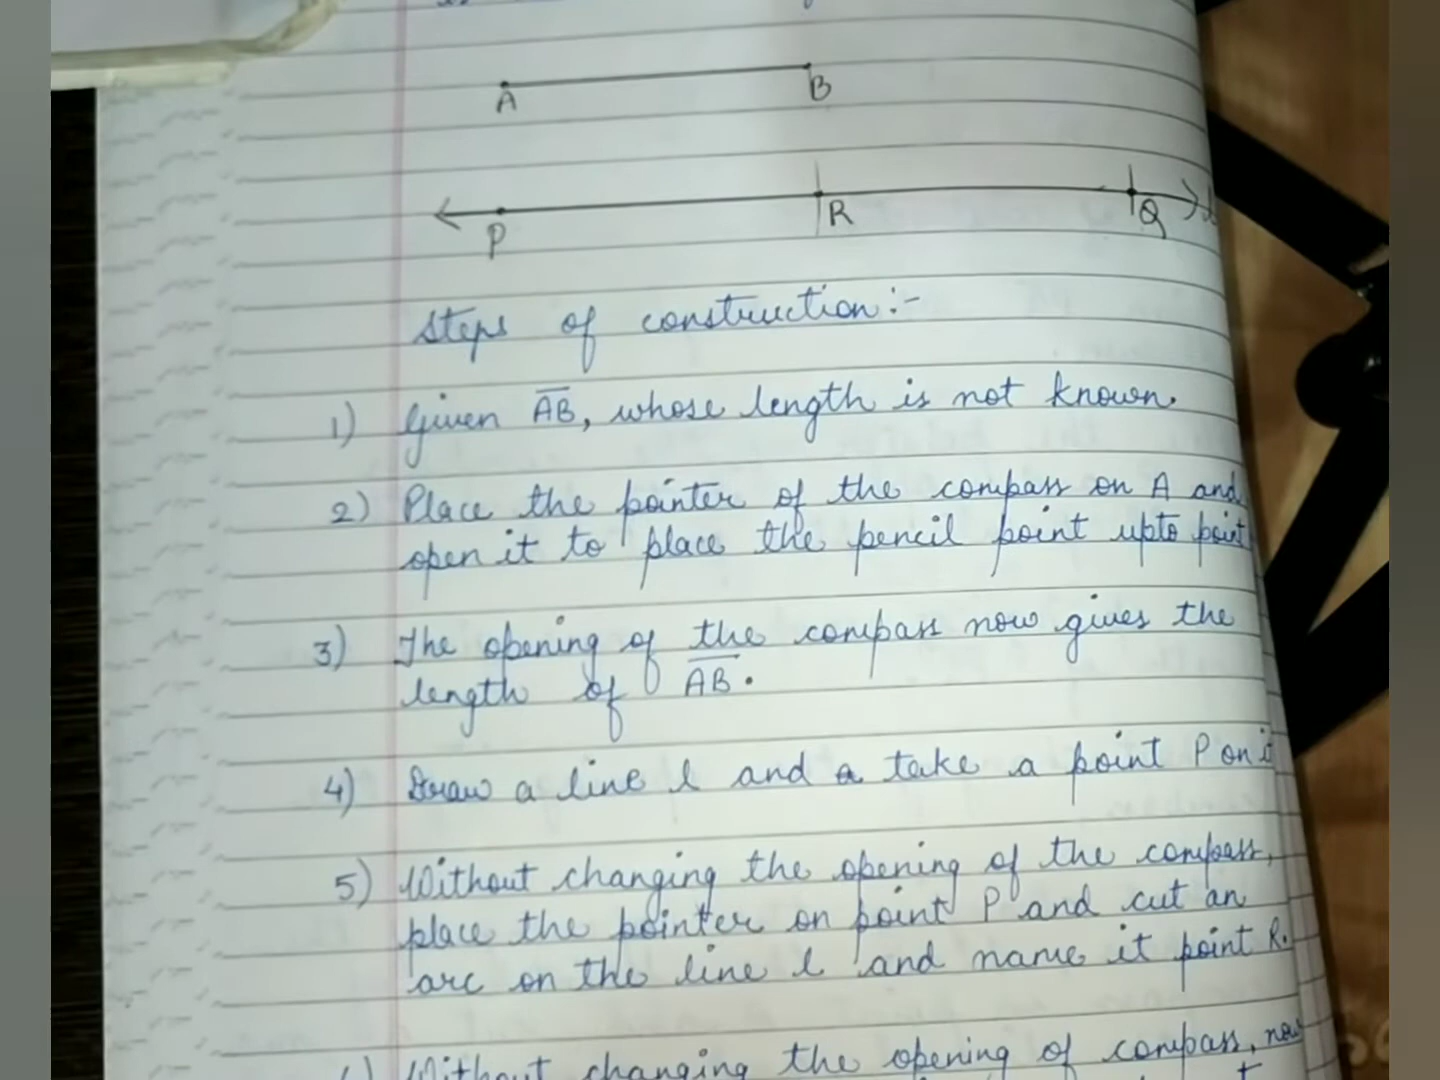 A B
P R Q l
Steps of construction:-
1) Given AB, whose length is not known.
2) Place the pointer of the compass on A and
open it to place the pencil point upto point
3) The opening of the compass now gives the
length of AB.
4) Draw a line l and a take a point P on it
5) Without changing the opening of the compass,
place the pointer on point P and cut an
arc on the line l and name it point R.
Without changing the opening of compass, now